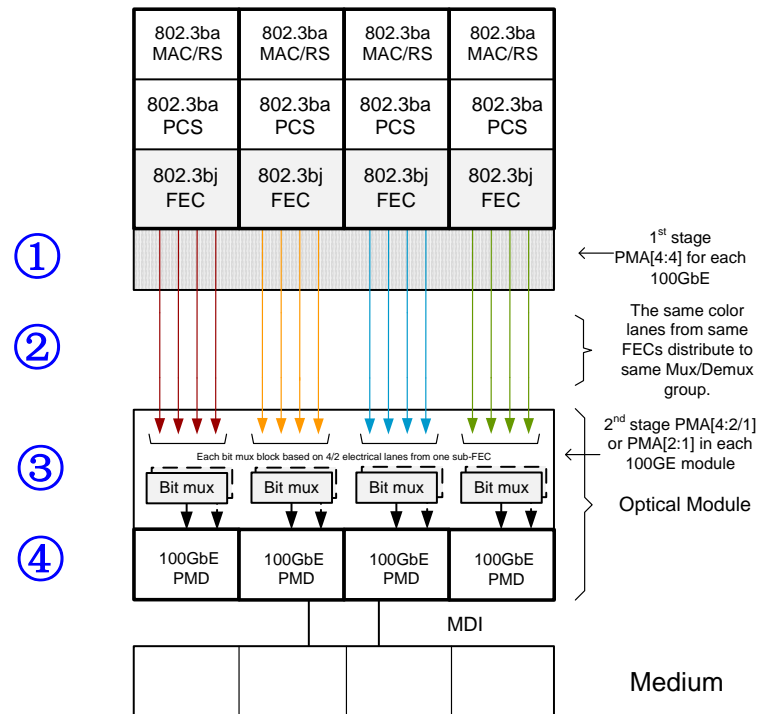 802.3ba 802.3ba 802.3ba 802.3ba
MAC/RS MAC/RS MAC/RS MAC/RS
802.3ba 802.3ba 802.3ba 802.3ba
PCS PCS PCS PCS
802.3bj 802.3bj 802.3bj 802.3bj
FEC FEC FEC FEC
①
1st stage
PMA[4:4] for each
100GbE
②
The same color
lanes from same
FECs distribute to
same Mux/Demux
group.
2nd stage PMA[4:2/1]
or PMA[2:1] in each
100GE module
③
Each bit mux block based on 4/2 electrical lanes from one sub-FEC
Bit mux Bit mux Bit mux Bit mux
Optical Module
④
100GbE 100GbE 100GbE 100GbE
PMD PMD PMD PMD
MDI
Medium